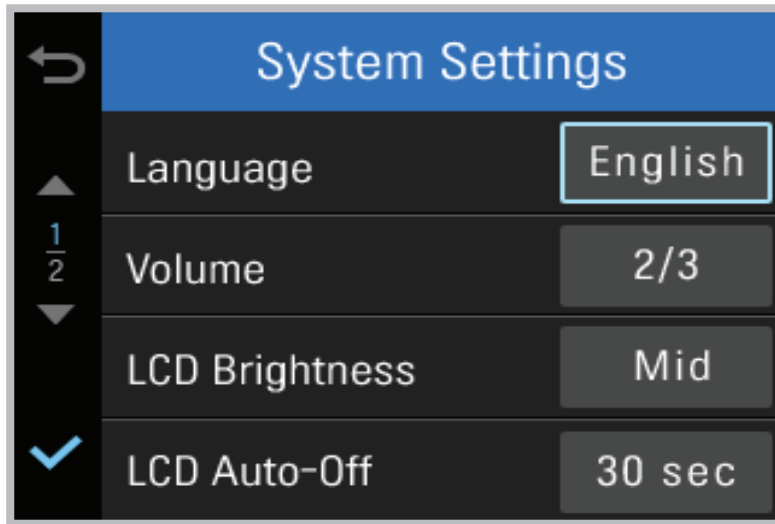 System Settings
Language English
1
2
Volume 2/3
LCD Brightness Mid
LCD Auto-Off 30 sec